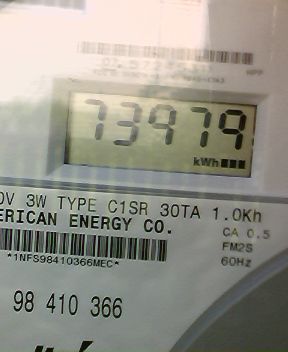 73979
kWh
0V 3W TYPE C1SR 30TA 1.0Kh
ERICAN ENERGY CO.
CA 0.5
FM2S
60Hz
*1NFS98410366MEC*
98 410 366